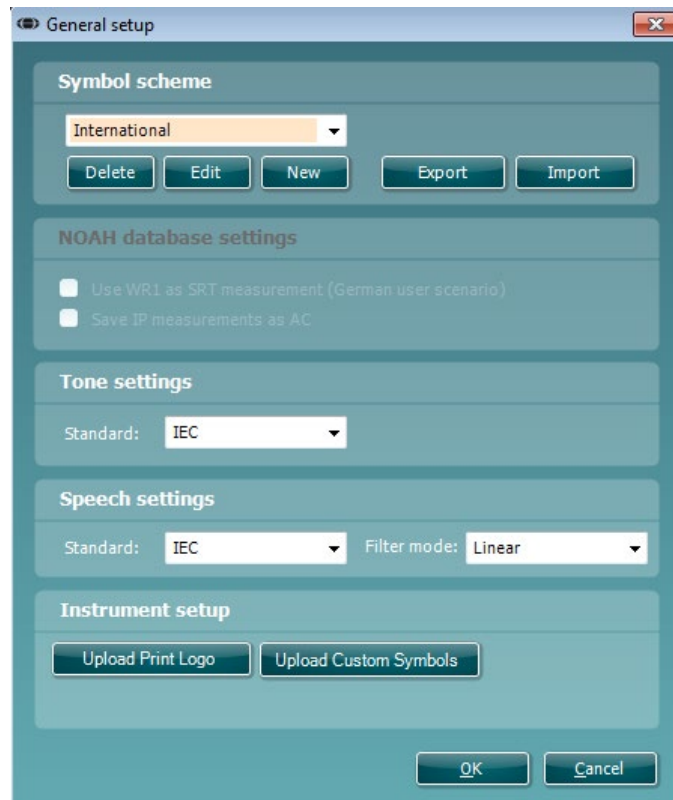 General setup
Symbol scheme
International
Delete Edit New Export Import
NOAH database settings
Use WR1 as SRT measurement (German user scenario)
Save IP measurements as AC
Tone settings
Standard: IEC
Speech settings
Standard: IEC Filter mode: Linear
Instrument setup
Upload Print Logo Upload Custom Symbols
OK Cancel